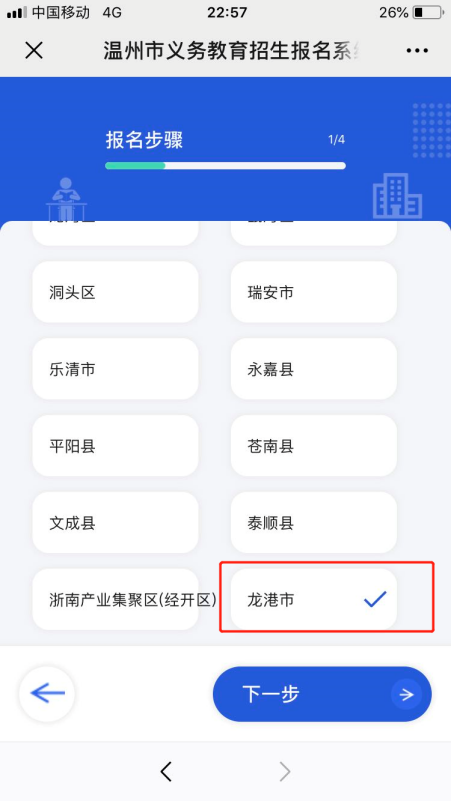 中国移动 4G 22:57 26%
温州市义务教育招生报名系
报名步骤 1/4
洞头区 瑞安市
乐清市 永嘉县
平阳县 苍南县
文成县 泰顺县
浙南产业集聚区(经开区) 龙港市
下一步